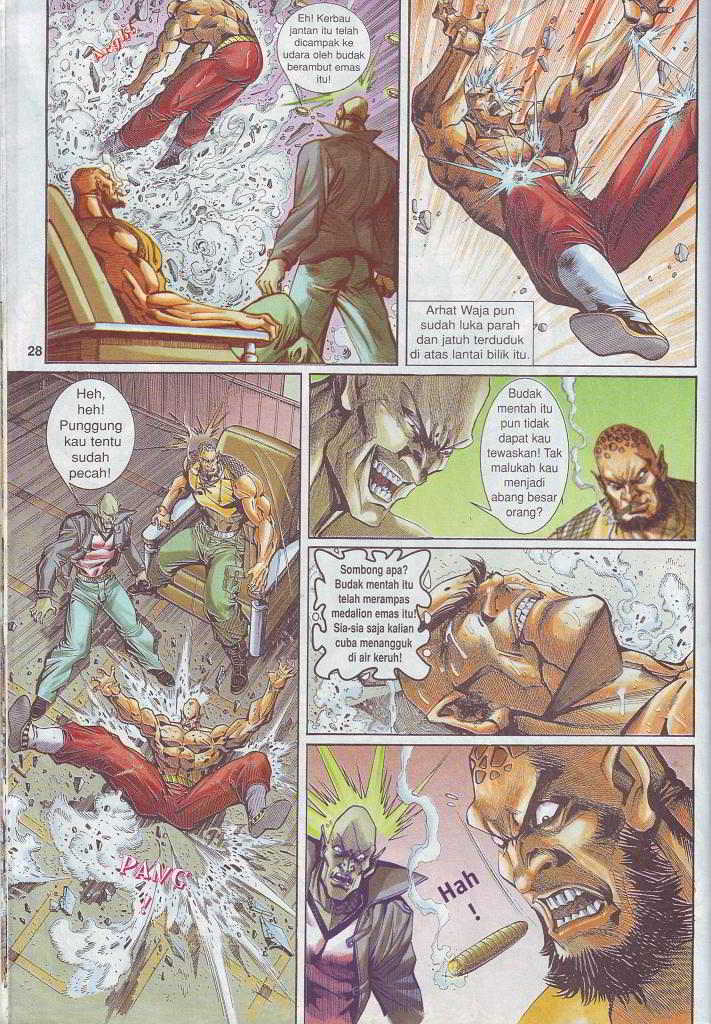 Argh!
Eh! Kerbau
jantan itu telah
dicampak ke
udara oleh budak
berambut emas
itu!
Arhat Waja pun
sudah luka parah
dan jatuh terduduk
di atas lantai bilik itu.
28
Heh,
heh!
Punggung
kau tentu
sudah
pecah!
PANG
!
Budak
mentah itu
pun tidak
dapat kau
tewaskan! Tak
malukah kau
menjadi
abang besar
orang?
Sombong apa?
Budak mentah itu
telah merampas
medalion emas itu!
Sia-sia saja kalian
cuba menangguk
di air keruh!
Hah
!